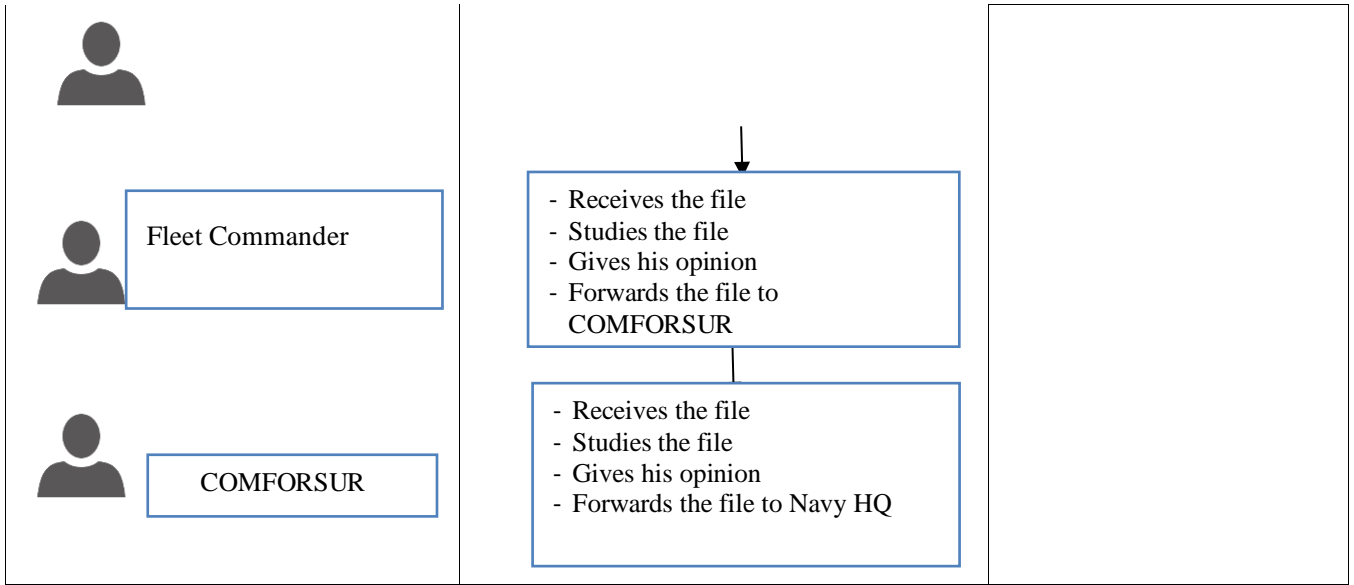 Fleet Commander
- Receives the file
- Studies the file
- Gives his opinion
- Forwards the file to
COMFORSUR
COMFORSUR
- Receives the file
- Studies the file
- Gives his opinion
- Forwards the file to Navy HQ